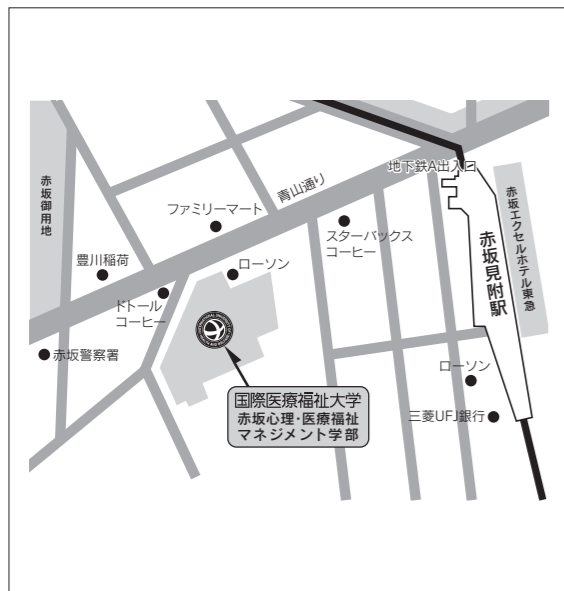 地下鉄A出入口
青山通り
赤坂御用地
赤坂エクセルホテル東急
ファミリーマート
スターバックス
コーヒー
赤坂見附駅
豊川稲荷
ローソン
ドトール
コーヒー
赤坂警察署
ローソン
国際医療福祉大学
赤坂心理・医療福祉
マネジメント学部
三菱UFJ銀行